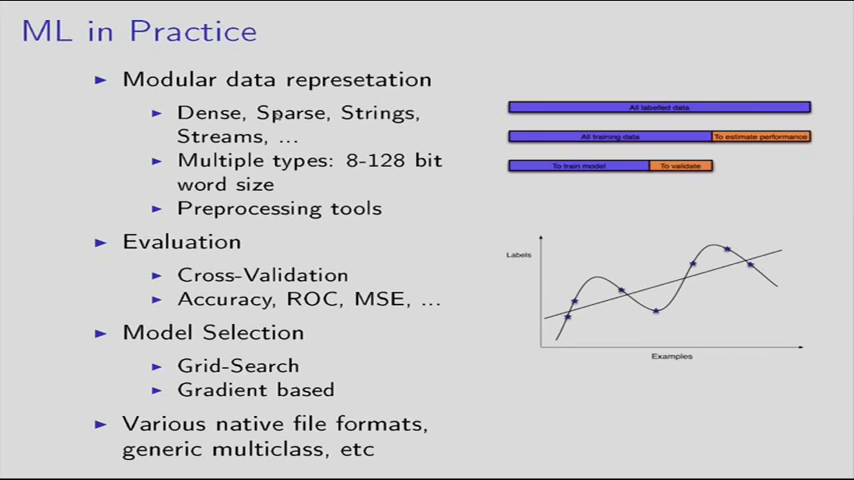 ML in Practice
Modular data represetation
Dense, Sparse, Strings,
Streams, ...
Multiple types: 8-128 bit
word size
Preprocessing tools
Evaluation
Cross-Validation
Accuracy, ROC, MSE, ...
Model Selection
Grid-Search
Gradient based
Various native file formats,
generic multiclass, etc
All labelled data
All training data
To estimate performance
To train model
To validate
Labels
Examples